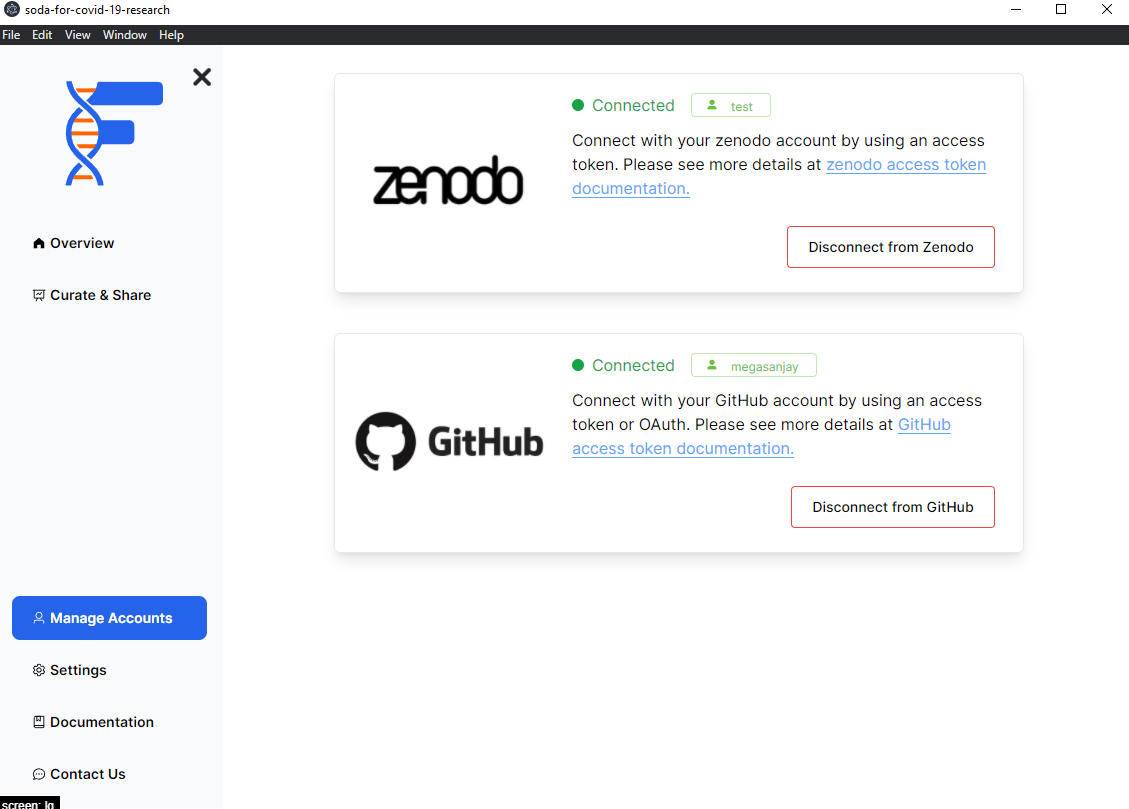 soda-for-covid-19-research
File Edit View Window Help
Overview
Curate & Share
Manage Accounts
Settings
Documentation
Contact Us
screen: lg
zenodo
Connected
test
Connect with your zenodo account by using an access
token. Please see more details at zenodo access token
documentation.
Disconnect from Zenodo
GitHub
Connected
megasanjay
Connect with your GitHub account by using an access
token or OAuth. Please see more details at GitHub
access token documentation.
Disconnect from GitHub